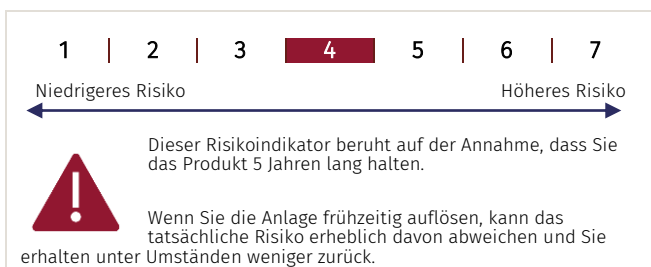 1 | 2 | 3 | 4 | 5 | 6 | 7
Niedrigeres Risiko Höheres Risiko
Dieser Risikoindikator beruht auf der Annahme, dass Sie
das Produkt 5 Jahren lang halten.
Wenn Sie die Anlage frühzeitig auflösen, kann das
tatsächliche Risiko erheblich davon abweichen und Sie
erhalten unter Umständen weniger zurück.